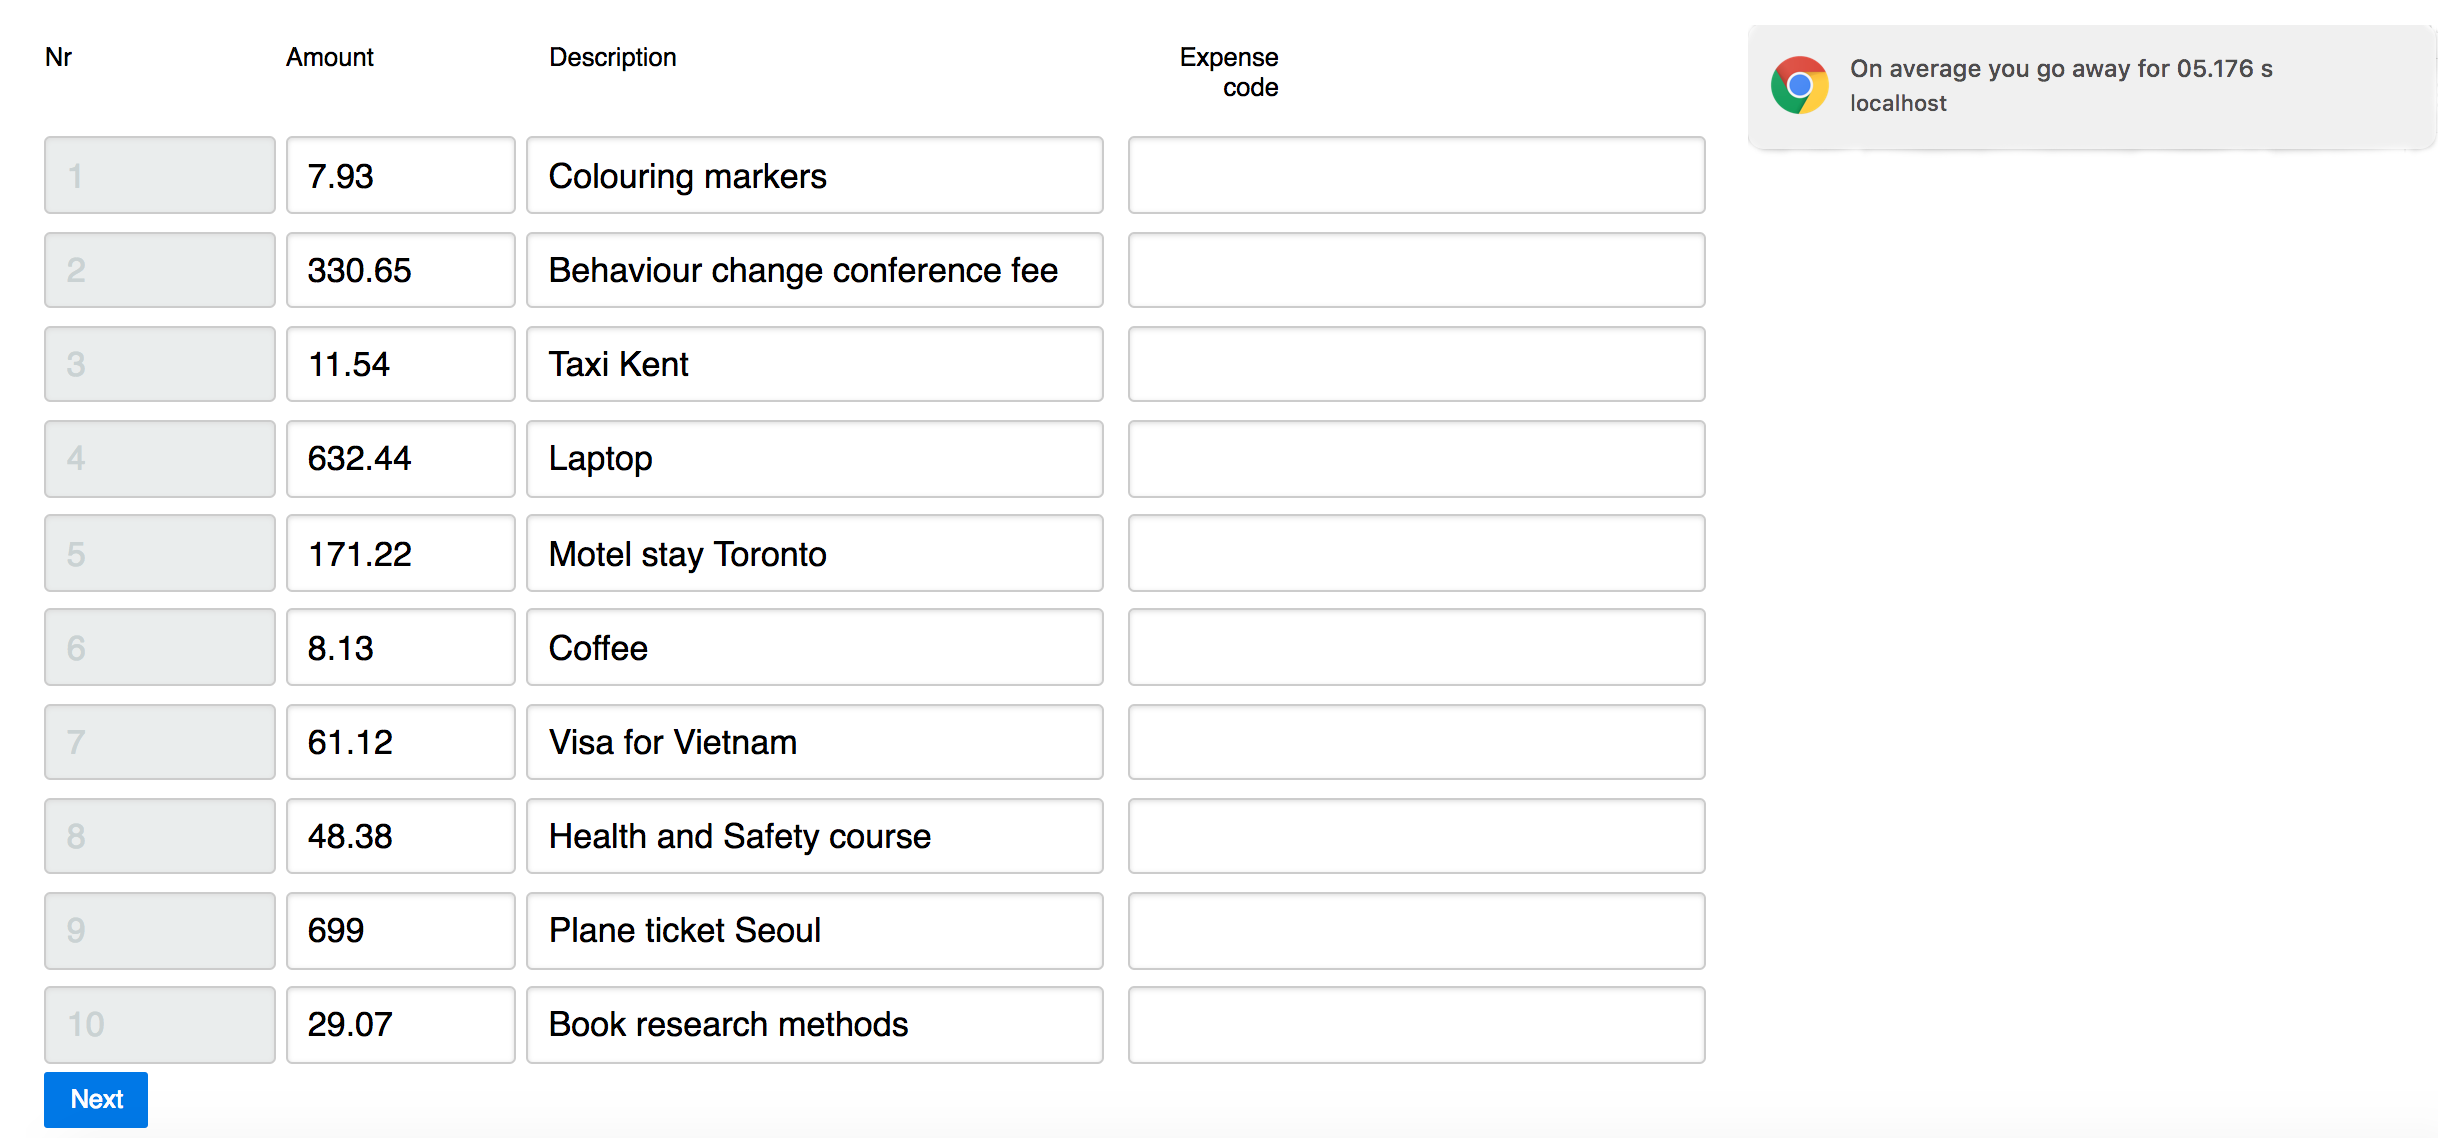 Nr Amount Description Expense code
1 7.93 Colouring markers
2 330.65 Behaviour change conference fee
3 11.54 Taxi Kent
4 632.44 Laptop
5 171.22 Motel stay Toronto
6 8.13 Coffee
7 61.12 Visa for Vietnam
8 48.38 Health and Safety course
9 699 Plane ticket Seoul
10 29.07 Book research methods
Next
On average you go away for 05.176 s
localhost